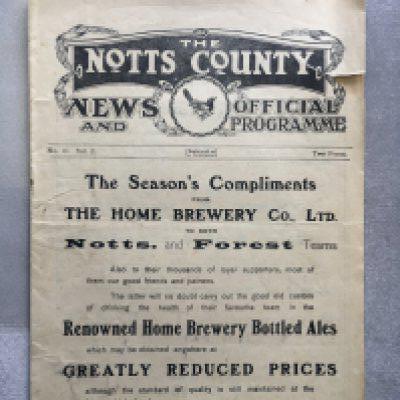 THE
NOTTS COUNTY
NEWS AND OFFICIAL PROGRAMME
Two Pence.
The Season's Compliments
FROM
THE HOME BREWERY Co., LTD.
TO BOTH
Notts. and Forest Teams
Also to their thousands of loyal supporters, most of
them our good friends and patrons.
The latter will no doubt carry out the good old custom
of drinking the health of their favourite team in the
Renowned Home Brewery Bottled Ales
which may be obtained anywhere at
GREATLY REDUCED PRICES
although the standard of quality is still maintained at the